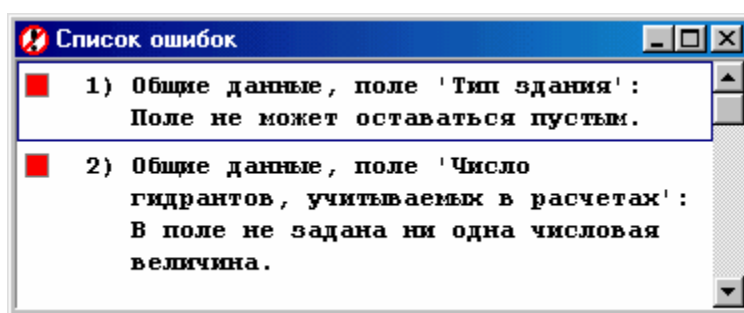 Список ошибок
1) Общие данные, поле 'Тип здания':
Поле не может оставаться пустым.
2) Общие данные, поле 'Число
гидрантов, учитываемых в расчетах':
В поле не задана ни одна числовая
величина.